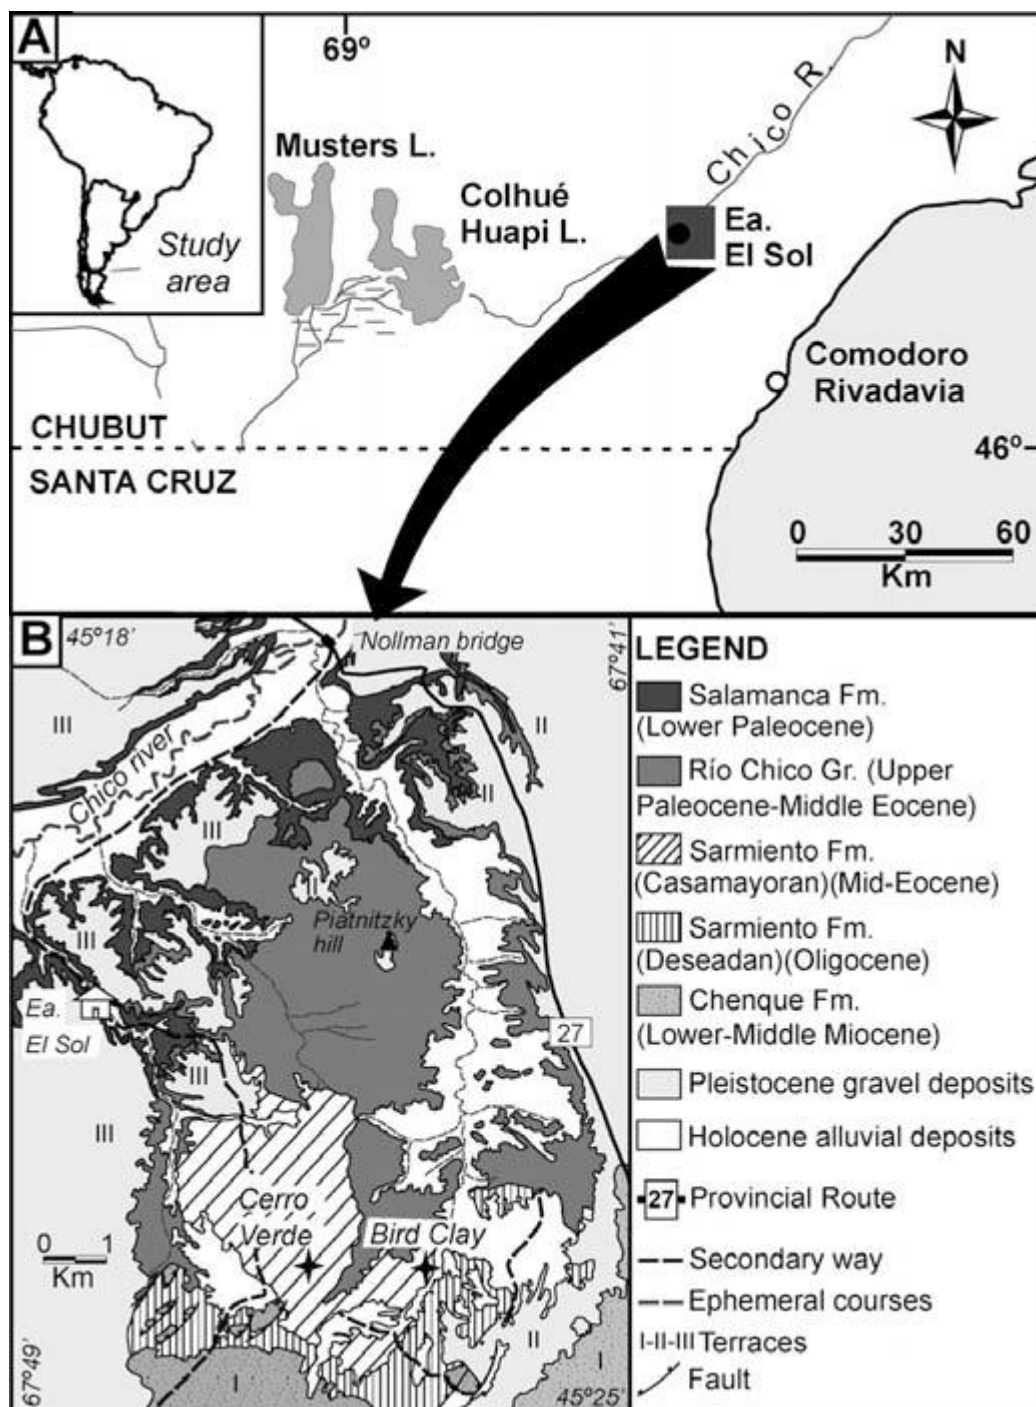 A
69º
N
Study
area
Musters L.
Colhué
Huapi L.
Chico R.
Ea.
El Sol
Comodoro
Rivadavia
CHUBUT
SANTA CRUZ
46º
0 30 60
Km
B
45º18'
Nollman bridge
67º41'
III
II
Chico river
III
II
II
Piatnitzky
hill
III
Ea.
El Sol
27
III
III
Cerro
Verde
Bird Clay
0 1
Km
II
I
I
67º49'
45º25'
LEGEND
Salamanca Fm.
(Lower Paleocene)
Río Chico Gr. (Upper
Paleocene-Middle Eocene)
Sarmiento Fm.
(Casamayoran)(Mid-Eocene)
Sarmiento Fm.
(Deseadan)(Oligocene)
Chenque Fm.
(Lower-Middle Miocene)
Pleistocene gravel deposits
Holocene alluvial deposits
27 Provincial Route
Secondary way
Ephemeral courses
I-II-III Terraces
Fault